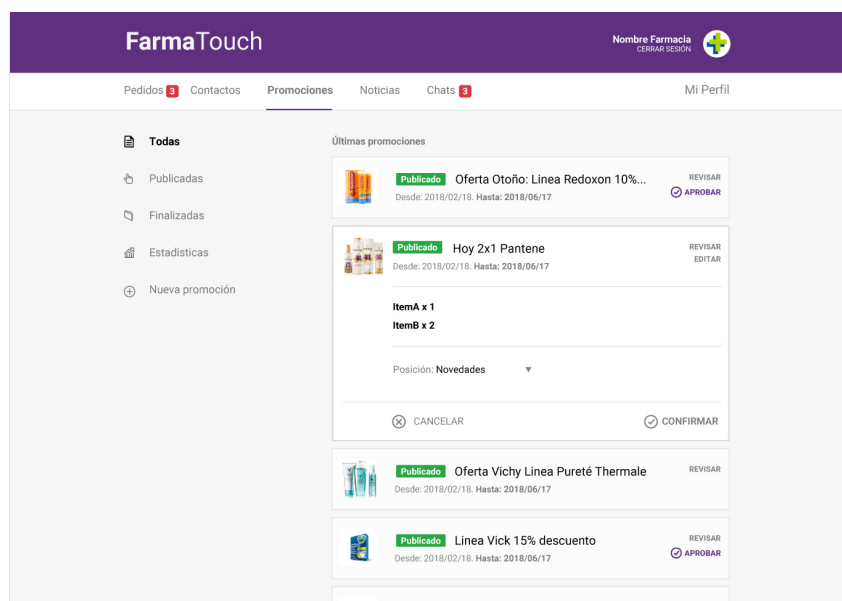 FarmaTouch
Nombre Farmacia
CERRAR SESIÓN
Pedidos 3 Contactos Promociones Noticias Chats 3 Mi Perfil
Todas
Publicadas
Finalizadas
Estadisticas
Nueva promoción
Últimas promociones
Publicado Oferta Otoño: Linea Redoxon 10%...
Desde: 2018/02/18. Hasta: 2018/06/17
REVISAR
APROBAR
Publicado Hoy 2x1 Pantene
Desde: 2018/02/18. Hasta: 2018/06/17
REVISAR
EDITAR
ItemA x 1
ItemB x 2
Posición: Novedades
CANCELAR
CONFIRMAR
Publicado Oferta Vichy Linea Pureté Thermale
Desde: 2018/02/18. Hasta: 2018/06/17
REVISAR
Publicado Linea Vick 15% descuento
Desde: 2018/02/18. Hasta: 2018/06/17
REVISAR
APROBAR